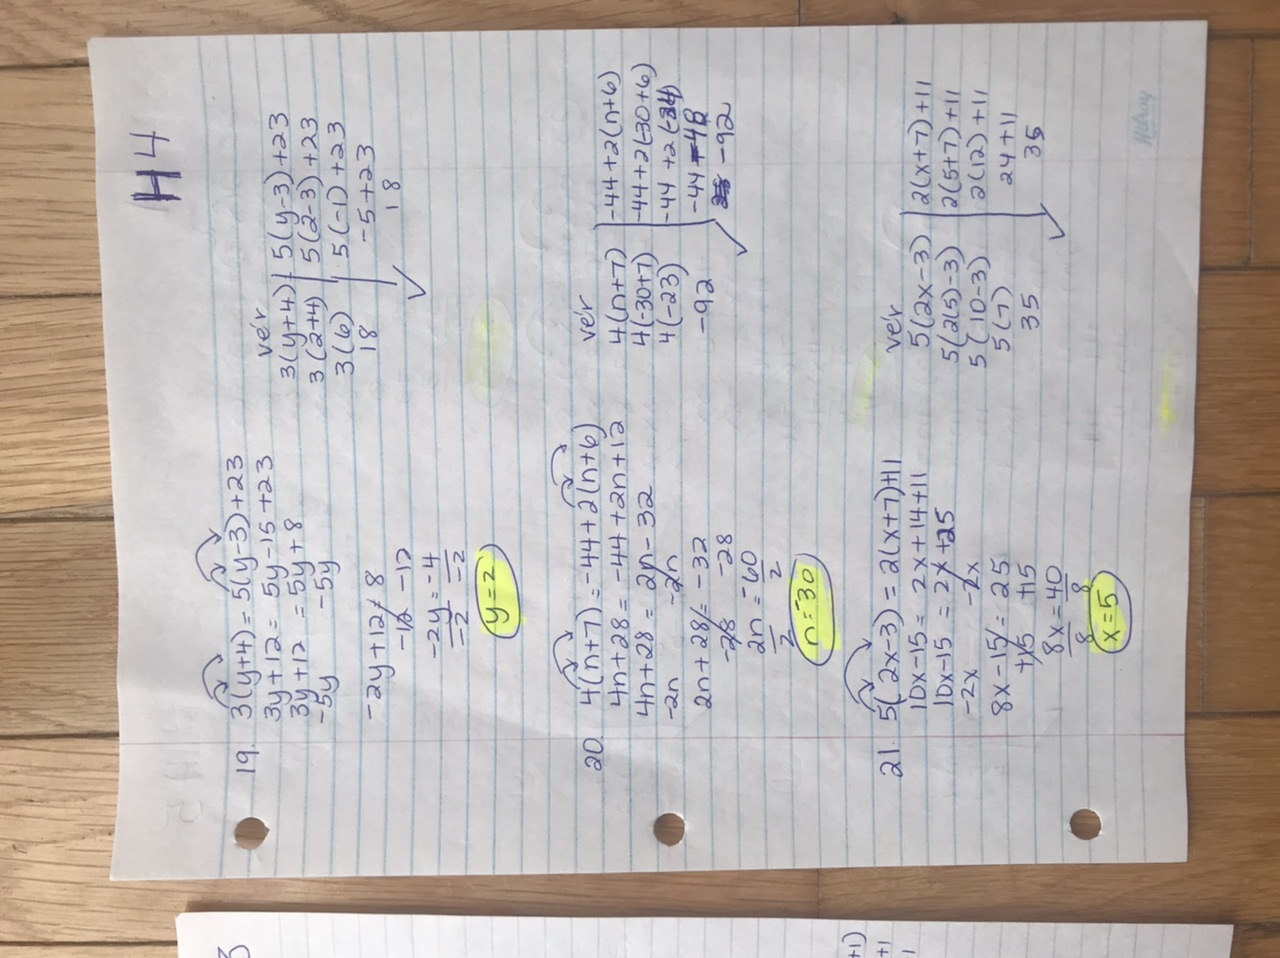 H4
19. 3(y+4) = 5(y-3)+23
3y+12 = 5y-15+23
3y+12 = 5y+8
-5y -5y
-2y+12=8
-12 -12
-2y=-4
-2 -2
y=2
ver
3(y+4) 5(y-3)+23
3(2+4) 5(2-3)+23
3(6) 5(-1)+23
18 -5+23
18
20. 4(n+7)=-44+2(n+6)
4n+28=-44+2n+12
4n+28= 2n-32
-2n -2n
2n+28=-32
-28 -28
2n=-60
2 2
n=-30
ver
4(n+7) -44+2(n+6)
4(-30+7) -44+2(-30+6)
4(-23) -44+2(-24)
-44-48
-92 -92
21. 5(2x-3)=2(x+7)+11
10x-15=2x+14+11
10x-15=2x+25
-2x -2x
8x-15=25
+15 +15
8x=40
8 8
x=5
ver
5(2x-3) 2(x+7)+11
5(2(5)-3) 2(5+7)+11
5(10-3) 2(12)+11
5(7) 24+11
35 35
Hilroy
3
+1)
+1
1